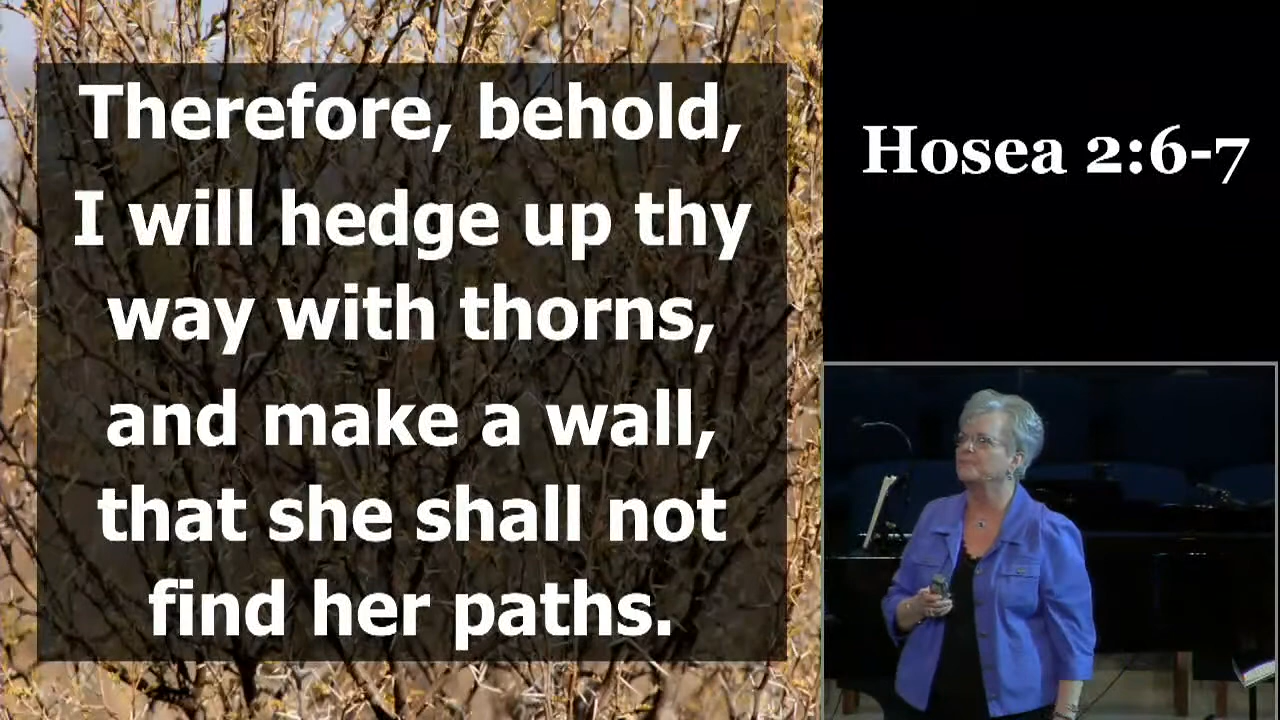 Therefore, behold,
I will hedge up thy
way with thorns,
and make a wall,
that she shall not
find her paths.
Hosea 2:6-7